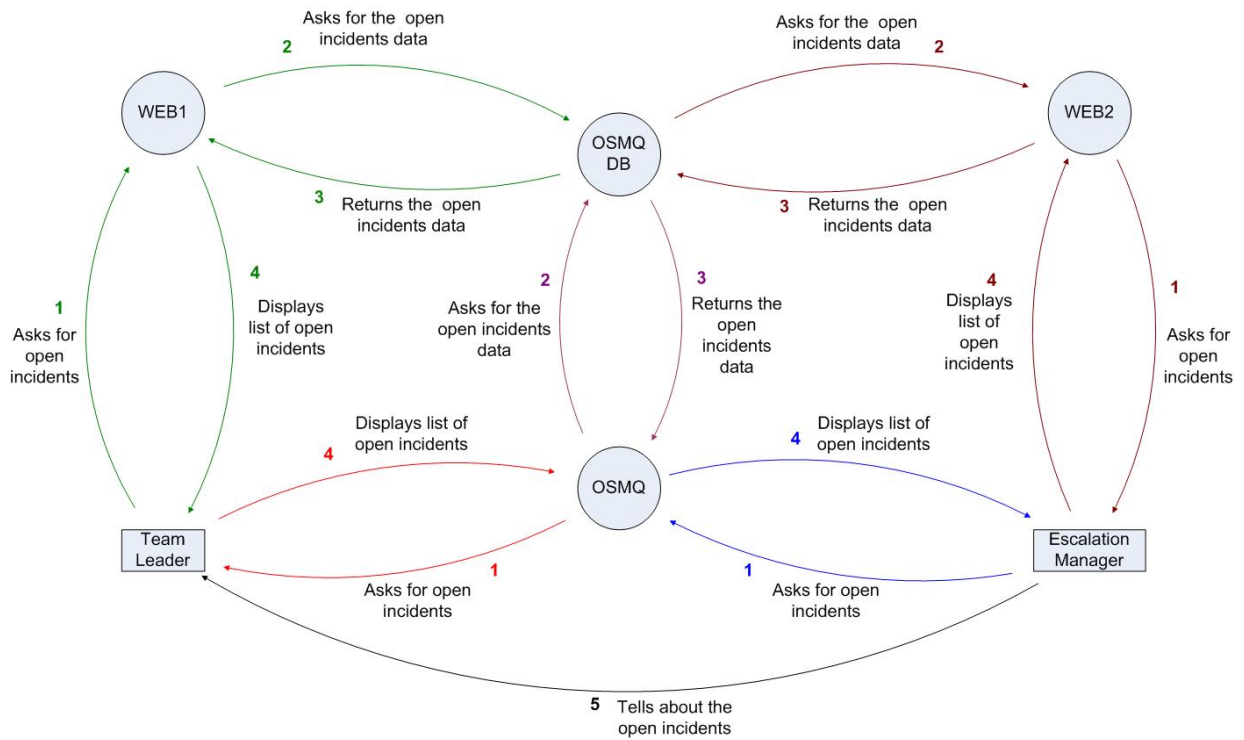 Asks for the open
incidents data
2
Asks for the open
incidents data
2
WEB1
WEB2
OSMQ
DB
3
Returns the open
incidents data
3
Returns the open
incidents data
1
Asks for
open
incidents
4
Displays
list of open
incidents
2
Asks for the
open incidents
data
3
Returns the
open
incidents
data
4
Displays
list of
open
incidents
1
Asks for
open
incidents
4
Displays list of
open incidents
4
Displays list of
open incidents
OSMQ
Team
Leader
Escalation
Manager
1
Asks for open
incidents
1
Asks for open
incidents
5
Tells about the
open incidents